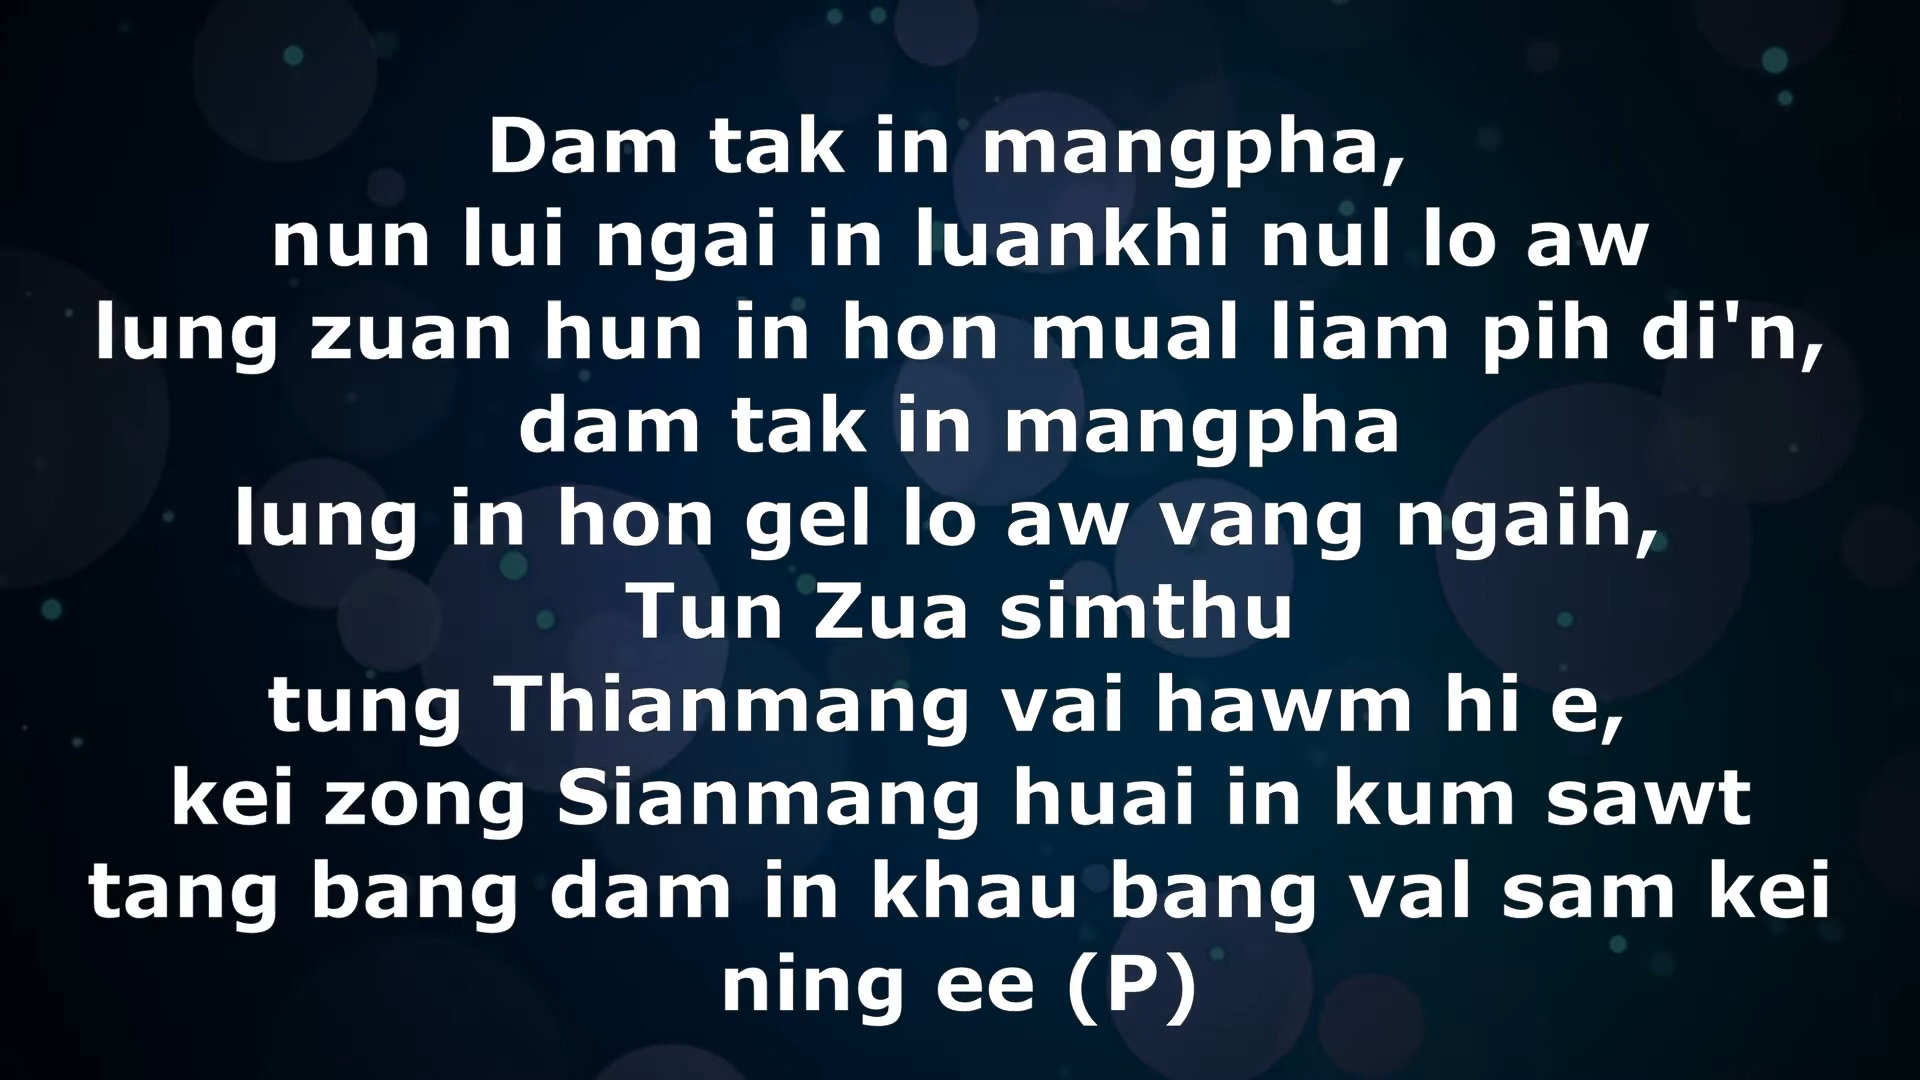 Dam tak in mangpha,
nun lui ngai in luankhi nul lo aw
lung zuan hun in hon mual liam pih di'n,
dam tak in mangpha
lung in hon gel lo aw vang ngaih,
Tun Zua simthu
tung Thianmang vai hawm hi e,
kei zong Sianmang huai in kum sawt
tang bang dam in khau bang val sam kei
ning ee (P)